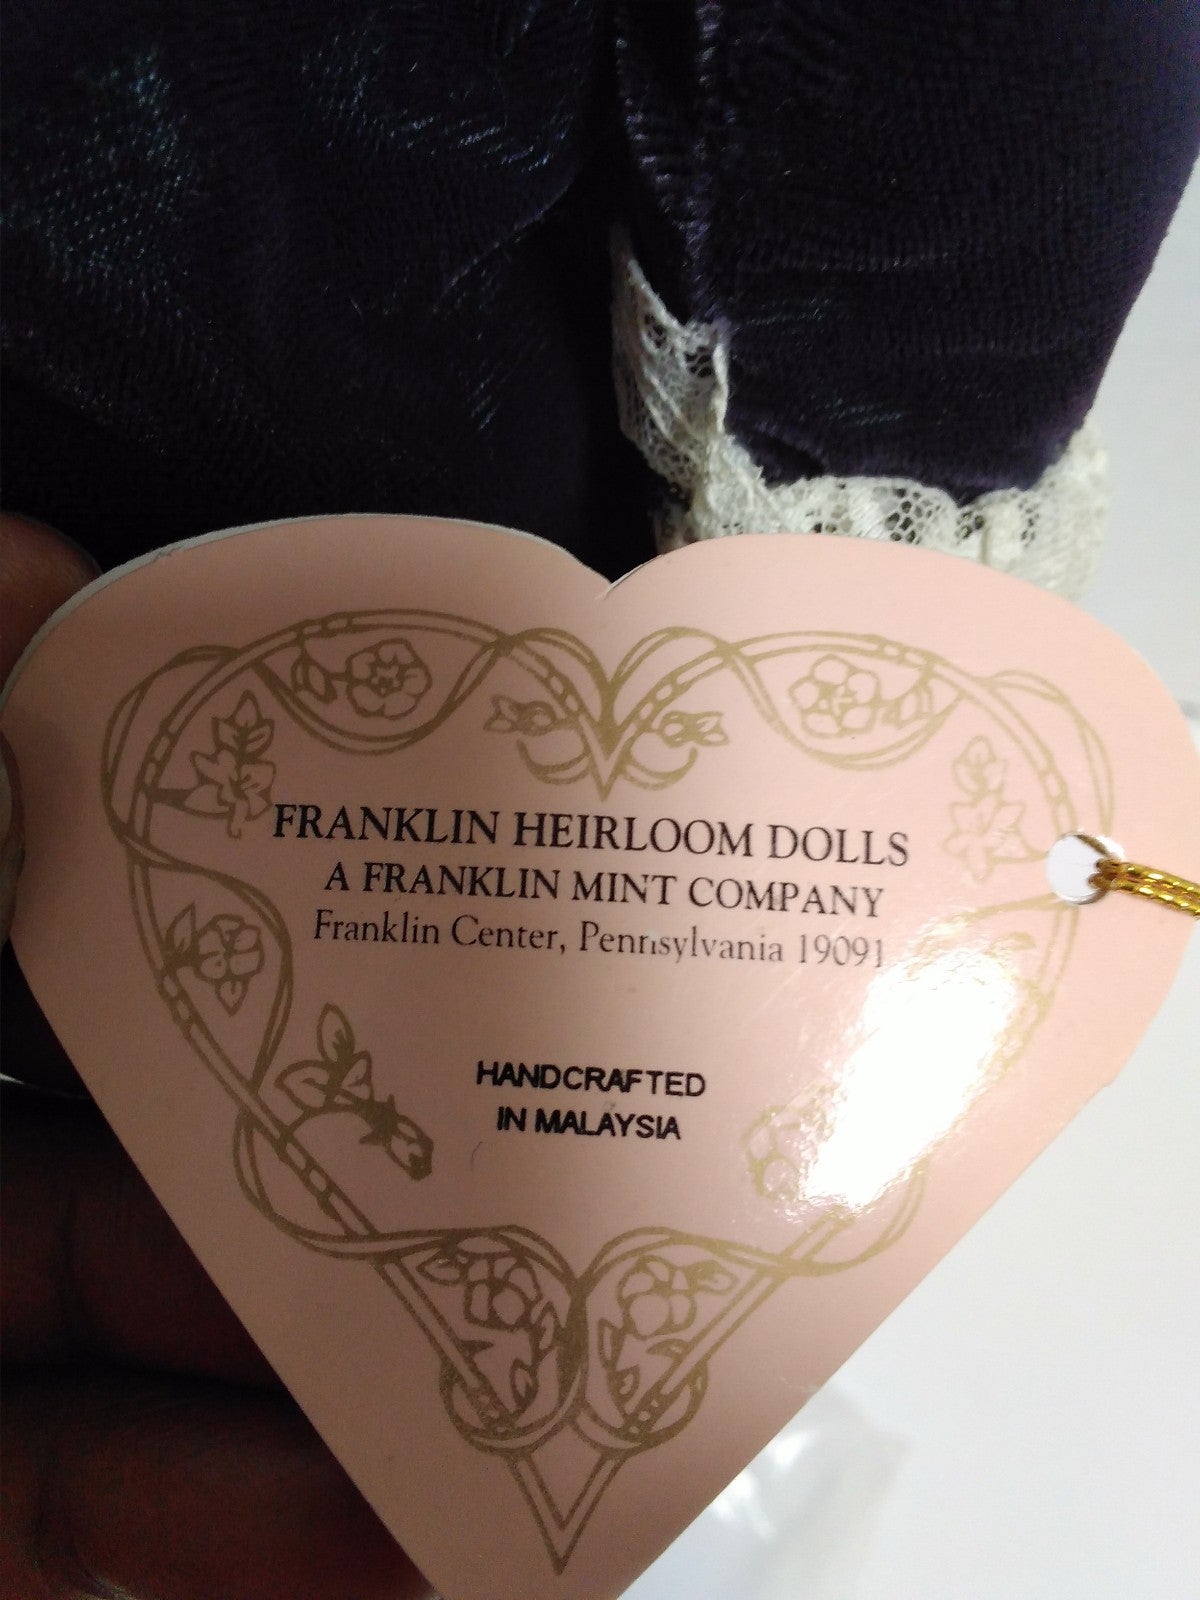 FRANKLIN HEIRLOOM DOLLS
A FRANKLIN MINT COMPANY
Franklin Center, Pennsylvania 19091
HANDCRAFTED
IN MALAYSIA